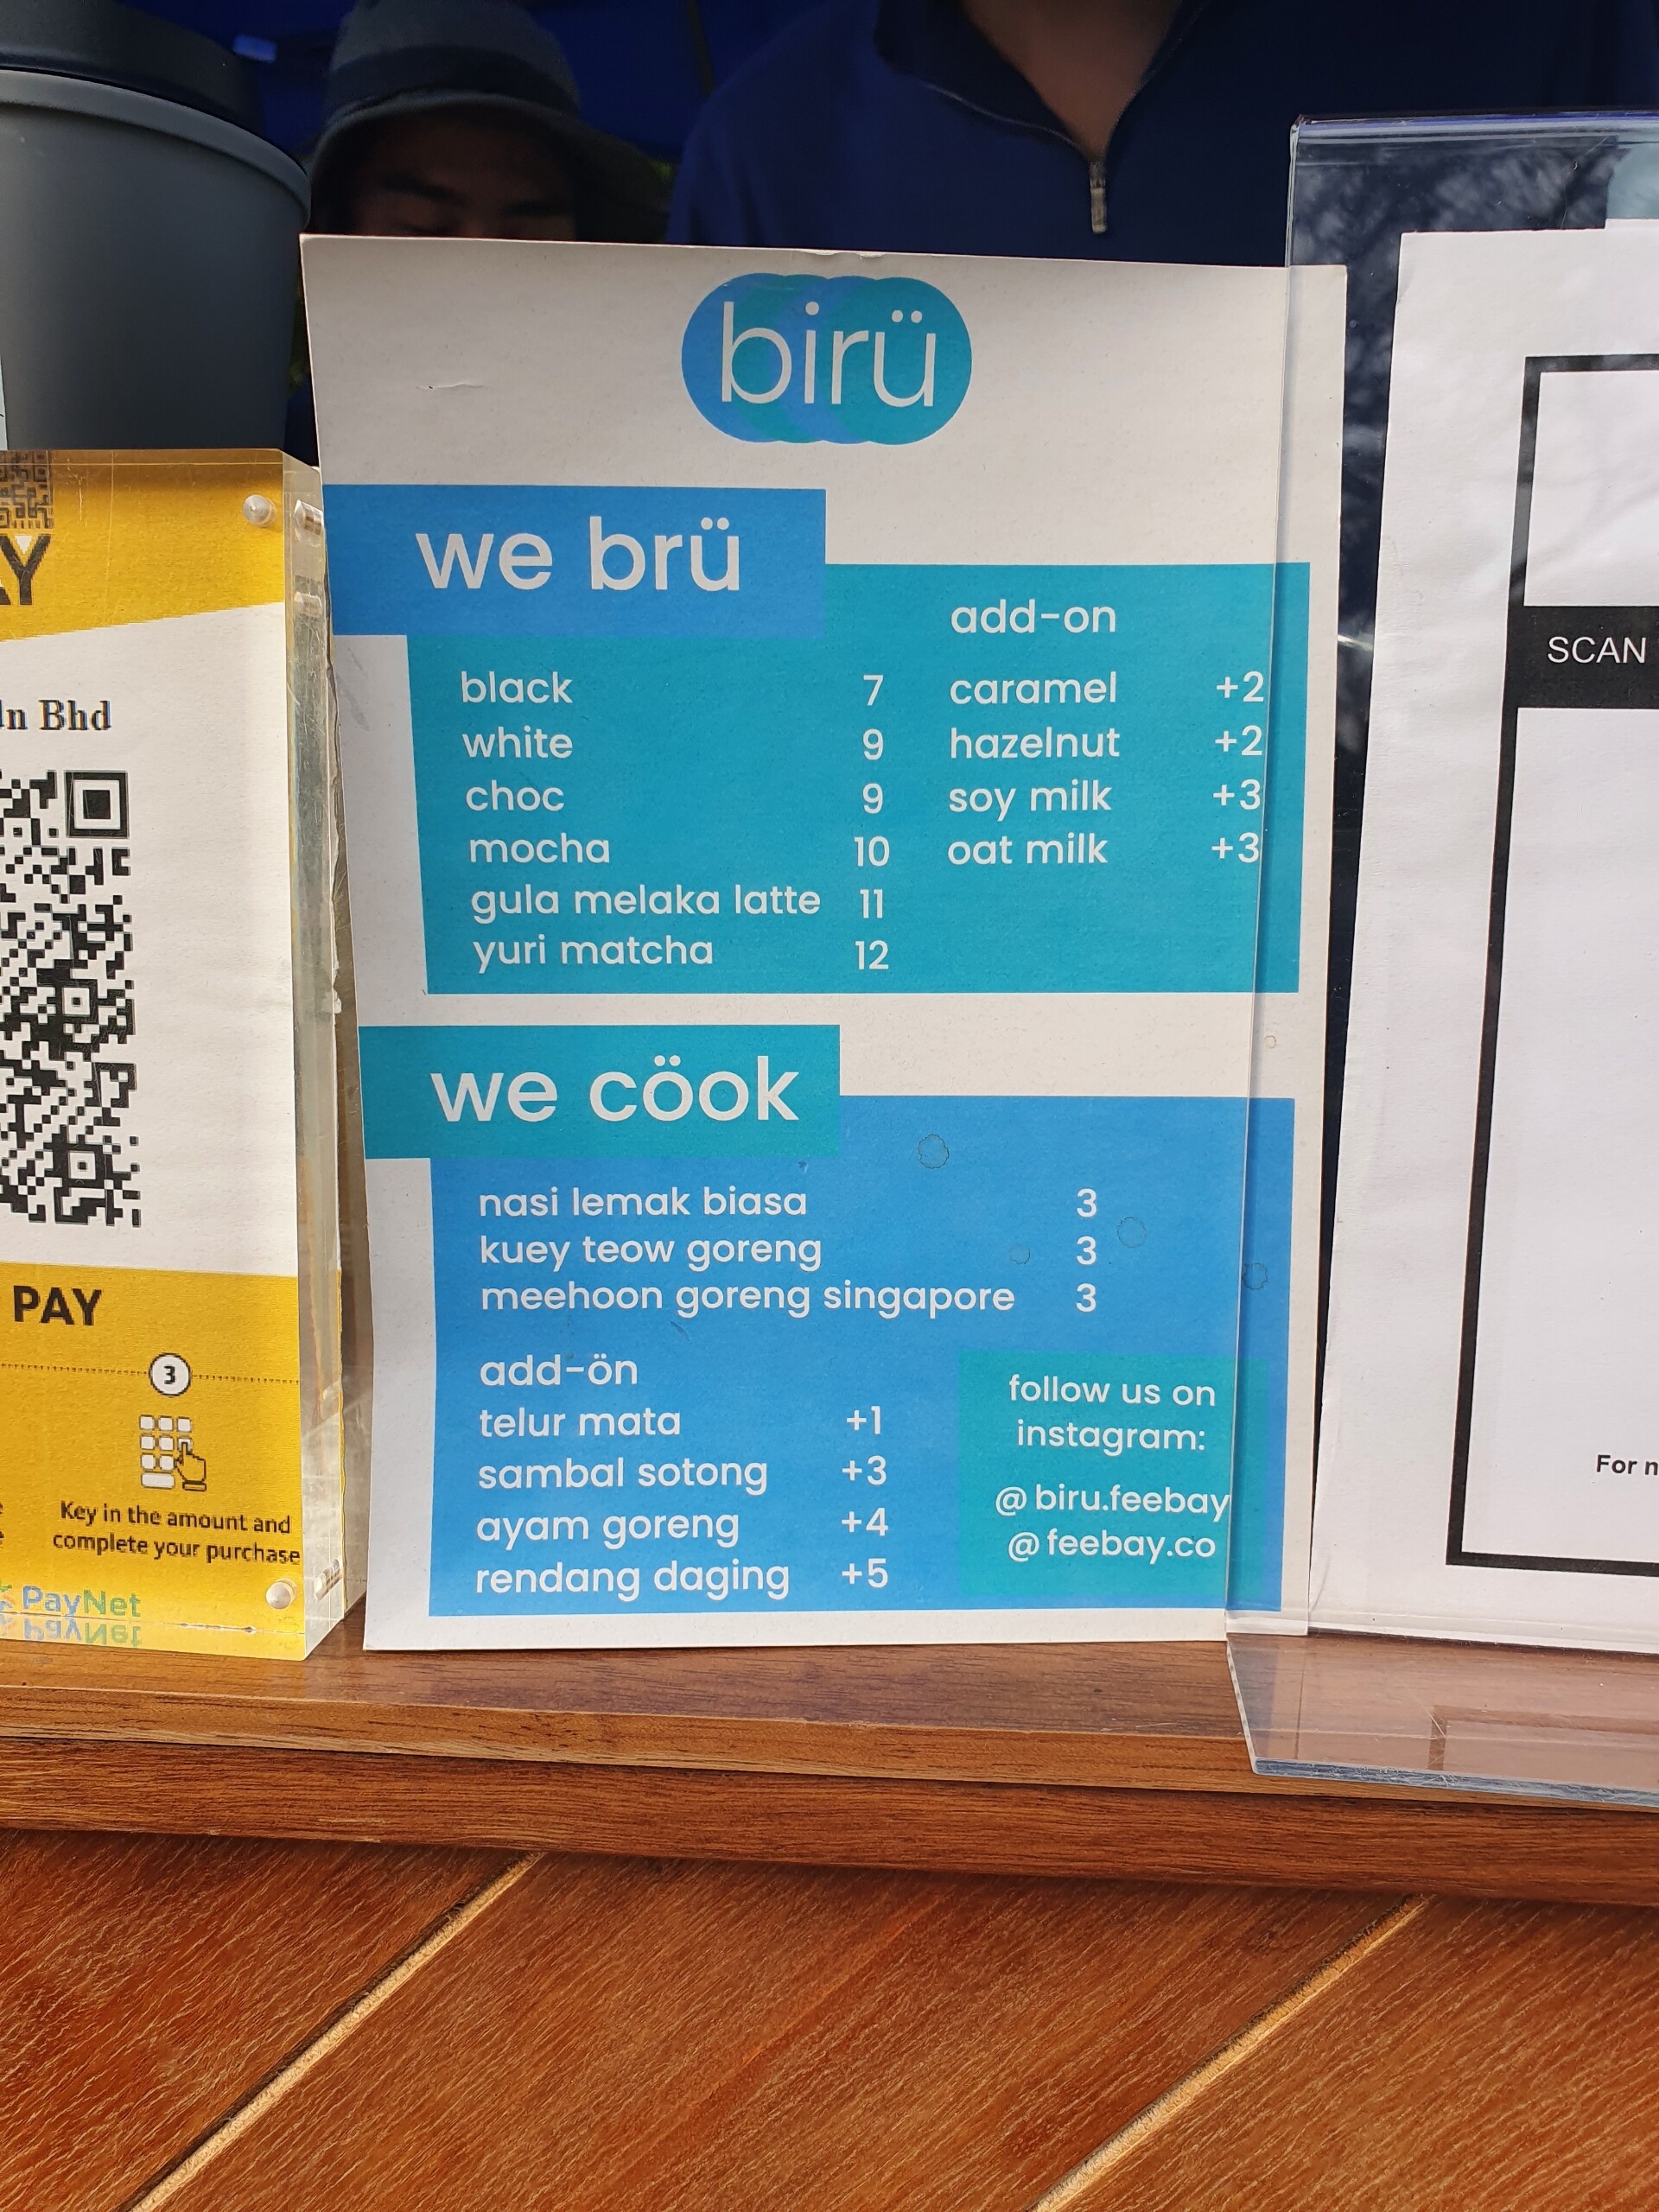 birü
we brü
add-on
black 7 caramel +2
white 9 hazelnut +2
choc 9 soy milk +3
mocha 10 oat milk +3
gula melaka latte 11
yuri matcha 12
we cöok
nasi lemak biasa 3
kuey teow goreng 3
meehoon goreng singapore 3
add-ön
telur mata +1
sambal sotong +3
ayam goreng +4
rendang daging +5
follow us on
instagram:
@biru.feebay
@feebay.co
Bhd
PAY
3
Key in the amount and
complete your purchase
PayNet
SCAN
For